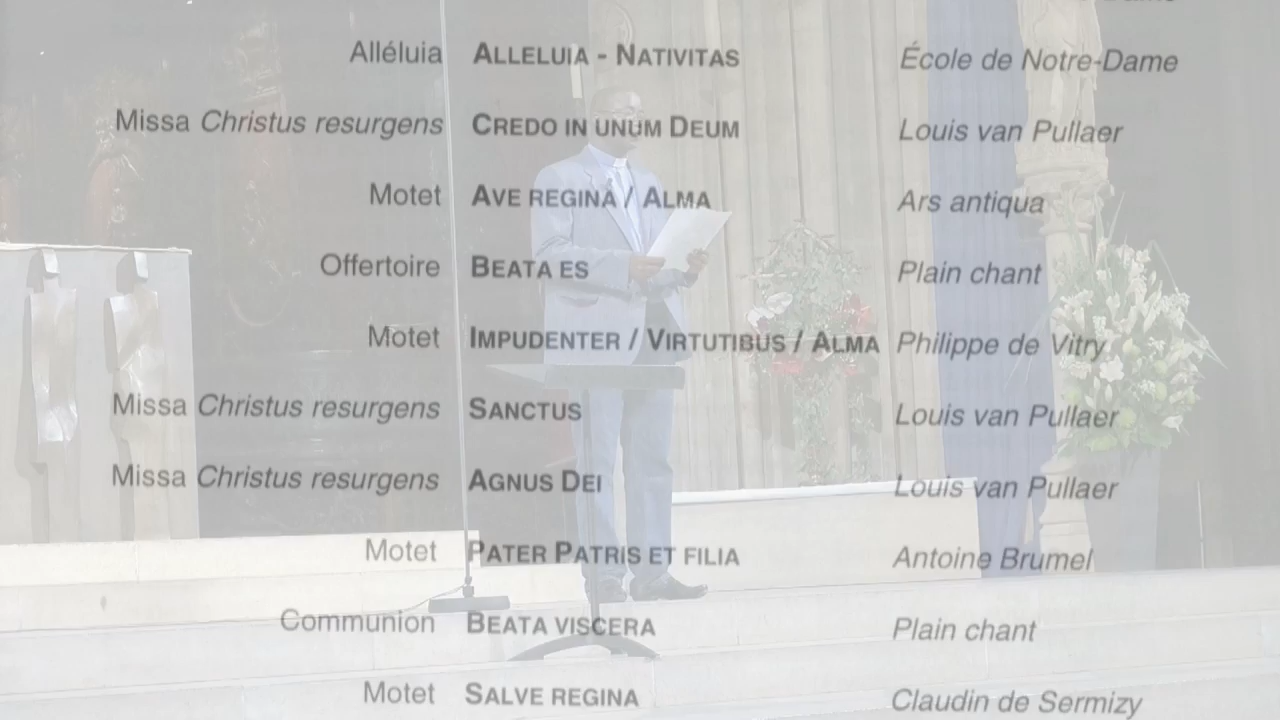 Alléluia ALLELUIA - NATIVITAS École de Notre-Dame
Missa Christus resurgens CREDO IN UNUM DEUM Louis van Pullaer
Motet AVE REGINA / ALMA Ars antiqua
Offertoire BEATA ES Plain chant
Motet IMPUDENTER / VIRTUTIBUS / ALMA Philippe de Vitry
Missa Christus resurgens SANCTUS Louis van Pullaer
Missa Christus resurgens AGNUS DEI Louis van Pullaer
Motet PATER PATRIS ET FILIA Antoine Brumel
Communion BEATA VISCERA Plain chant
Motet SALVE REGINA Claudin de Sermizy